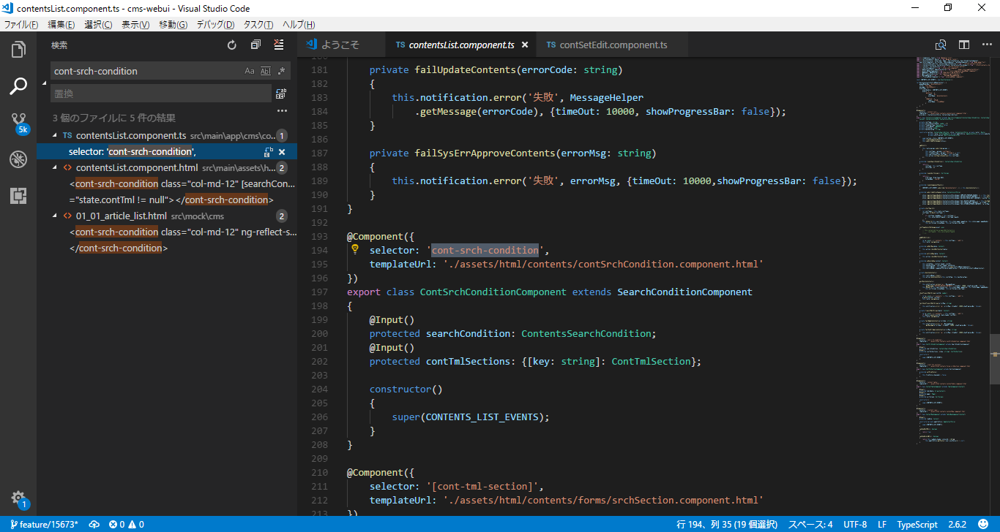 contentsList.component.ts - cms-webui - Visual Studio Code
ファイル(F) 編集(E) 選択(C) 表示(V) 移動(G) デバッグ(D) タスク(T) ヘルプ(H)
検索
cont-srch-condition Aa Abl .*
置換
3 個のファイルに 5 件の結果
TS contentsList.component.ts src\main\app\cms\co... 1
selector: 'cont-srch-condition',
<> contentsList.component.html src\main\assets\h... 2
<cont-srch-condition class="col-md-12" [searchCon...
="state.contTml != null"></cont-srch-condition>
<> 01_01_article_list.html src\mock\cms 2
<cont-srch-condition class="col-md-12" ng-reflect-s...
</cont-srch-condition>
5k
1
ようこそ
TS contentsList.component.ts ×
TS contSetEdit.component.ts
181 private failUpdateContents(errorCode: string)
182 {
183 this.notification.error('失敗', MessageHelper
184 .getMessage(errorCode), {timeOut: 10000, showProgressBar: false});
185 }
186
187 private failSysErrApproveContents(errorMsg: string)
188 {
189 this.notification.error('失敗', errorMsg, {timeOut: 10000,showProgressBar: false});
190 }
191 }
192
193 @Component({
194 selector: 'cont-srch-condition',
195 templateUrl: './assets/html/contents/contSrchCondition.component.html'
196 })
197 export class ContSrchConditionComponent extends SearchConditionComponent
198 {
199 @Input()
200 protected searchCondition: ContentsSearchCondition;
201 @Input()
202 protected contTmlSections: {[key: string]: ContTmlSection};
203
204 constructor()
205 {
206 super(CONTENTS_LIST_EVENTS);
207 }
208 }
209
210 @Component({
211 selector: '[cont-tml-section]',
212 templateUrl: './assets/html/contents/forms/srchSection.component.html'
213 })
feature/15673* 0 0 行 194、列 35 (19 個選択) スペース: 4 UTF-8 LF TypeScript 2.6.2